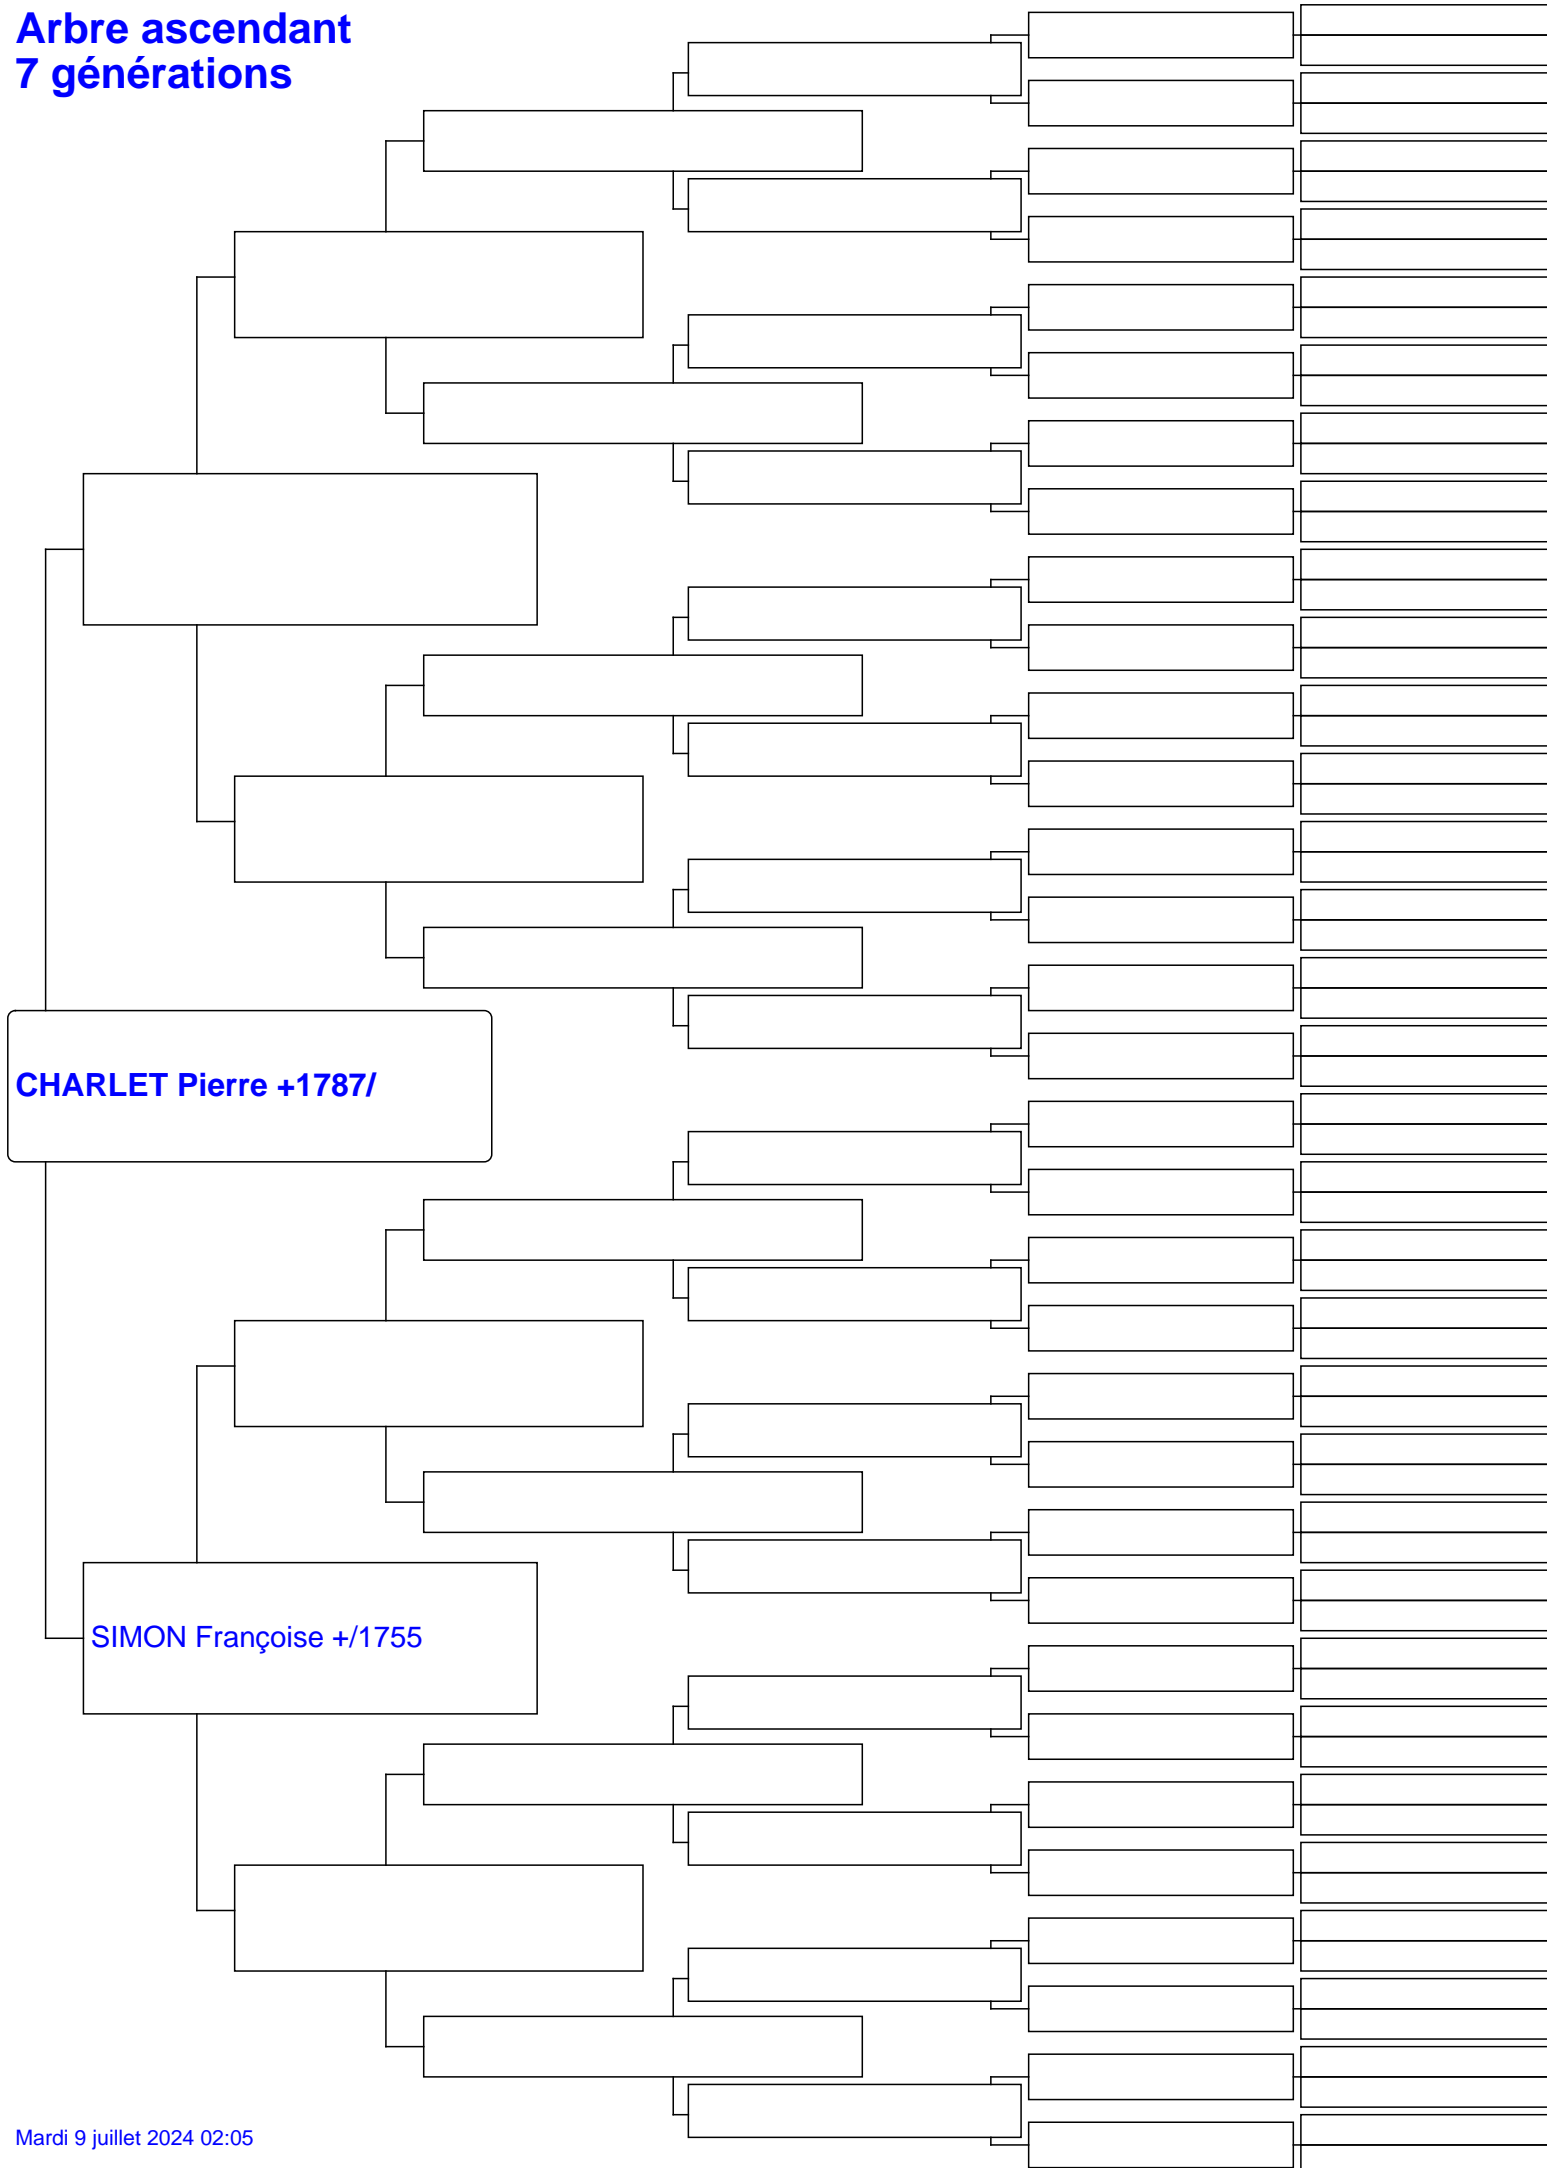 Arbre ascendant
7 générations
CHARLET Pierre +1787/
SIMON Françoise +/1755
Mardi 9 juillet 2024 02:05